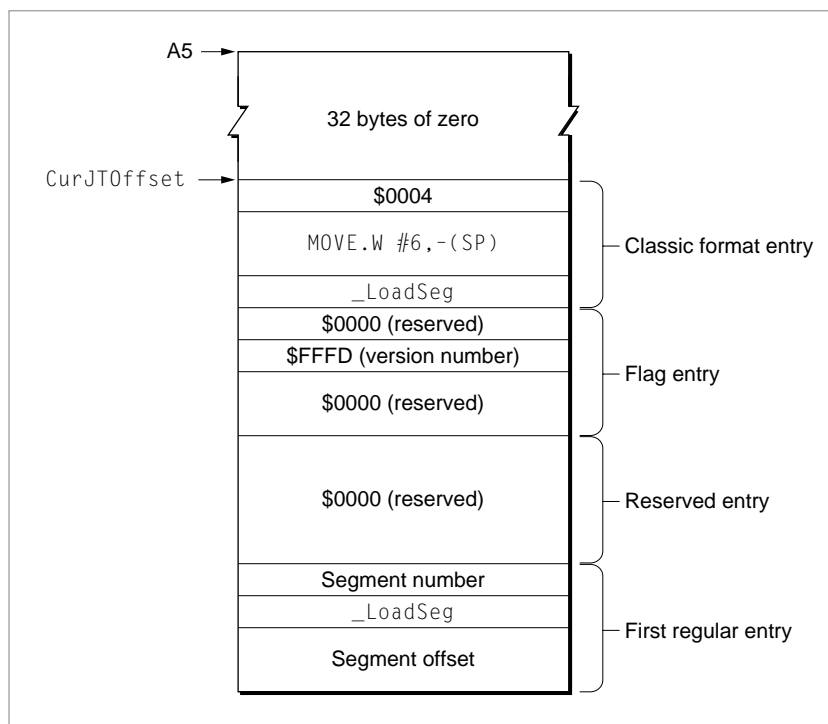 A5
32 bytes of zero
CurJTOffset
$0004
MOVE.W #6,-(SP)
Classic format entry
_LoadSeg
$0000 (reserved)
$FFFD (version number)
Flag entry
$0000 (reserved)
$0000 (reserved)
Reserved entry
Segment number
_LoadSeg
First regular entry
Segment offset